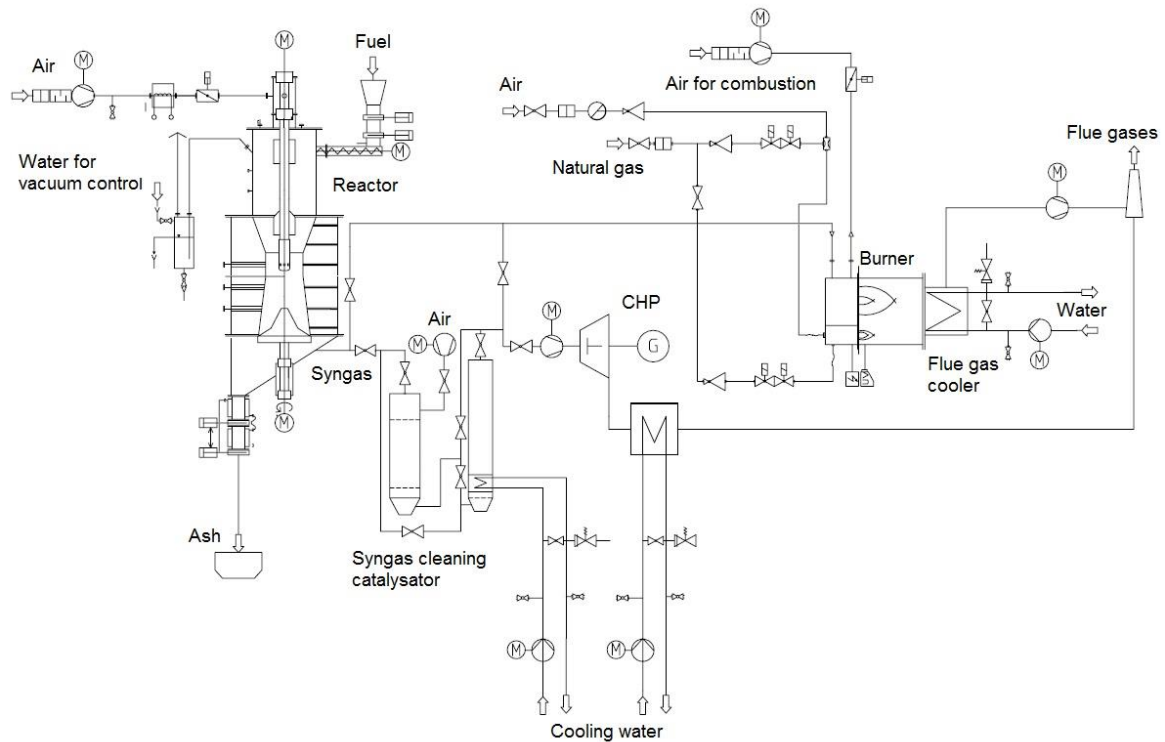 M
Fuel
M
M
Air
Air
Air for combustion
Flue gases
Water for
vacuum control
M
Natural gas
M
Reactor
Burner
CHP
Air
M
Water
M
G
M
Syngas
Flue gas
cooler
M
M
Ash
Syngas cleaning
catalysator
M
M
Cooling water